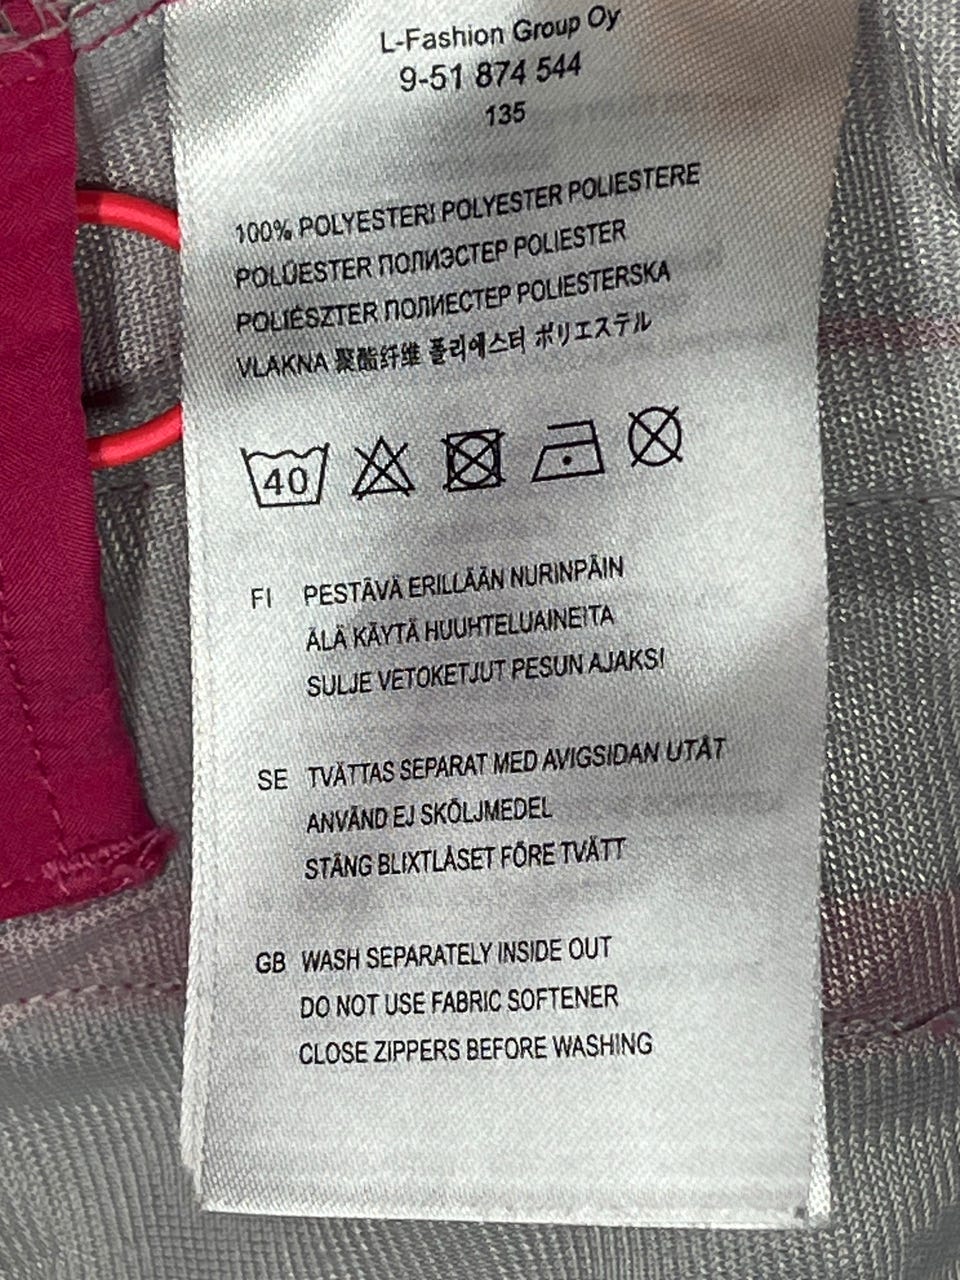 L-Fashion Group Oy
9-51 874 544
135
100% POLYESTERI POLYESTER POLIESTERE
POLÜESTER ПОЛИЭСТЕР POLIESTER
POLIÉSZTER ПОЛИЕСТЕР POLIESTERSKA
VLAKNA 聚酯纤维 폴리에스터 ポリエステル
40
FI PESTÄVÄ ERILLÄÄN NURINPÄIN
ÄLÄ KÄYTÄ HUUHTELUAINEITA
SULJE VETOKETJUT PESUN AJAKSI
SE TVÄTTAS SEPARAT MED AVIGSIDAN UTÅT
ANVÄND EJ SKÖLJMEDEL
STÄNG BLIXTLÅSET FÖRE TVÄTT
GB WASH SEPARATELY INSIDE OUT
DO NOT USE FABRIC SOFTENER
CLOSE ZIPPERS BEFORE WASHING